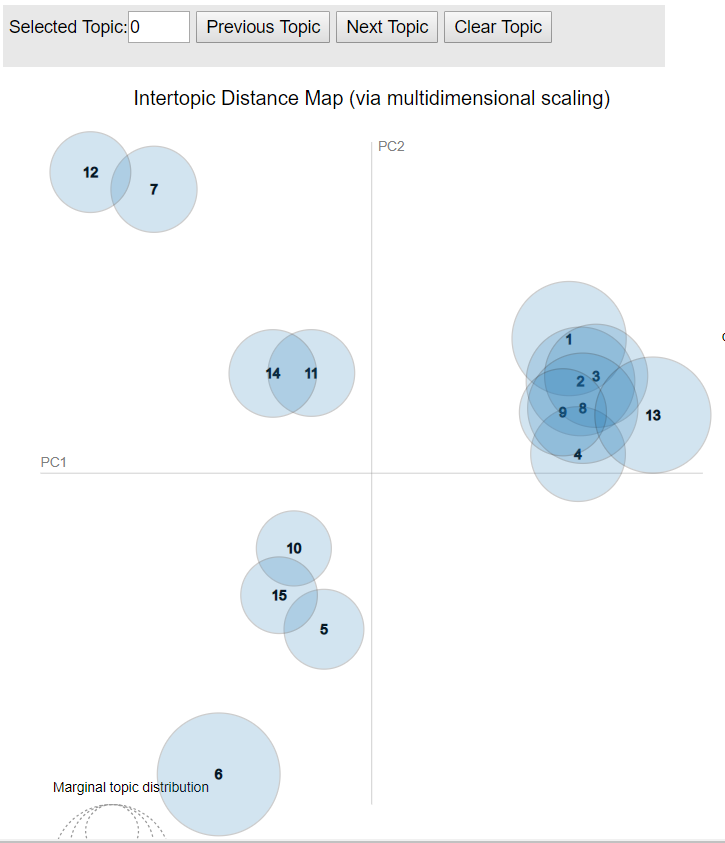 Selected Topic: 0 Previous Topic Next Topic Clear Topic
Intertopic Distance Map (via multidimensional scaling)
PC2
12
7
1
14 11
2 3
9 8 13
4
PC1
10
15
5
6
Marginal topic distribution